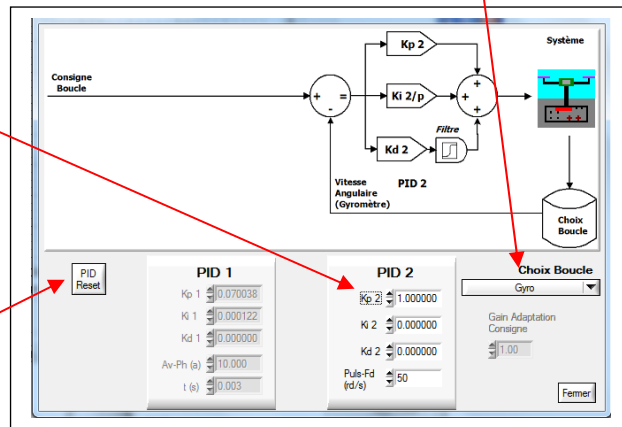 Kp 2
Système
Consigne
Boucle
+
-
=
Ki 2/p
+
+
+
Filtre
Kd 2
Vitesse
Angulaire
(Gyromètre)
PID 2
Choix
Boucle
PID
Reset
PID 1
Kp 1 0.070038
Ki 1 0.000122
Kd 1 0.000000
Av-Ph (a) 10.000
t (s) 0.003
PID 2
Kp 2 1.000000
Ki 2 0.000000
Kd 2 0.000000
Puls-Fd
(rd/s) 50
Choix Boucle
Gyro
Gain Adaptation
Consigne
1.00
Fermer